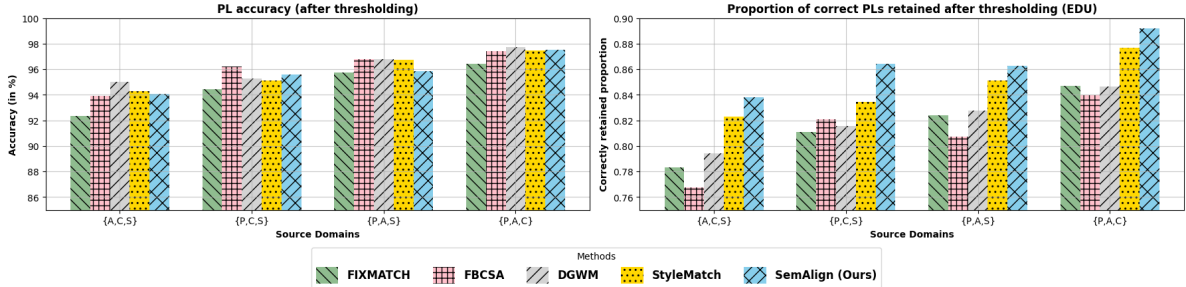 PL accuracy (after thresholding)
Accuracy (in %)
100
98
96
94
92
90
88
86
{A,C,S}
{P,C,S}
{P,A,S}
{P,A,C}
Source Domains
Proportion of correct PLs retained after thresholding (EDU)
Correctly retained proportion
0.90
0.88
0.86
0.84
0.82
0.80
0.78
0.76
{A,C,S}
{P,C,S}
{P,A,S}
{P,A,C}
Source Domains
Methods
FIXMATCH
FBCSA
DGWM
StyleMatch
SemAlign (Ours)